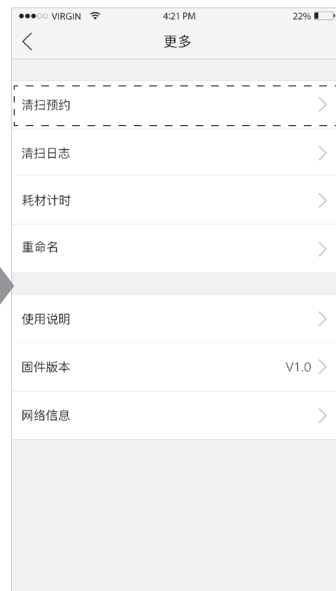 ●●●○○ VIRGIN 4:21 PM 22%
更多
清扫预约
清扫日志
耗材计时
重命名
使用说明
固件版本 V1.0
网络信息